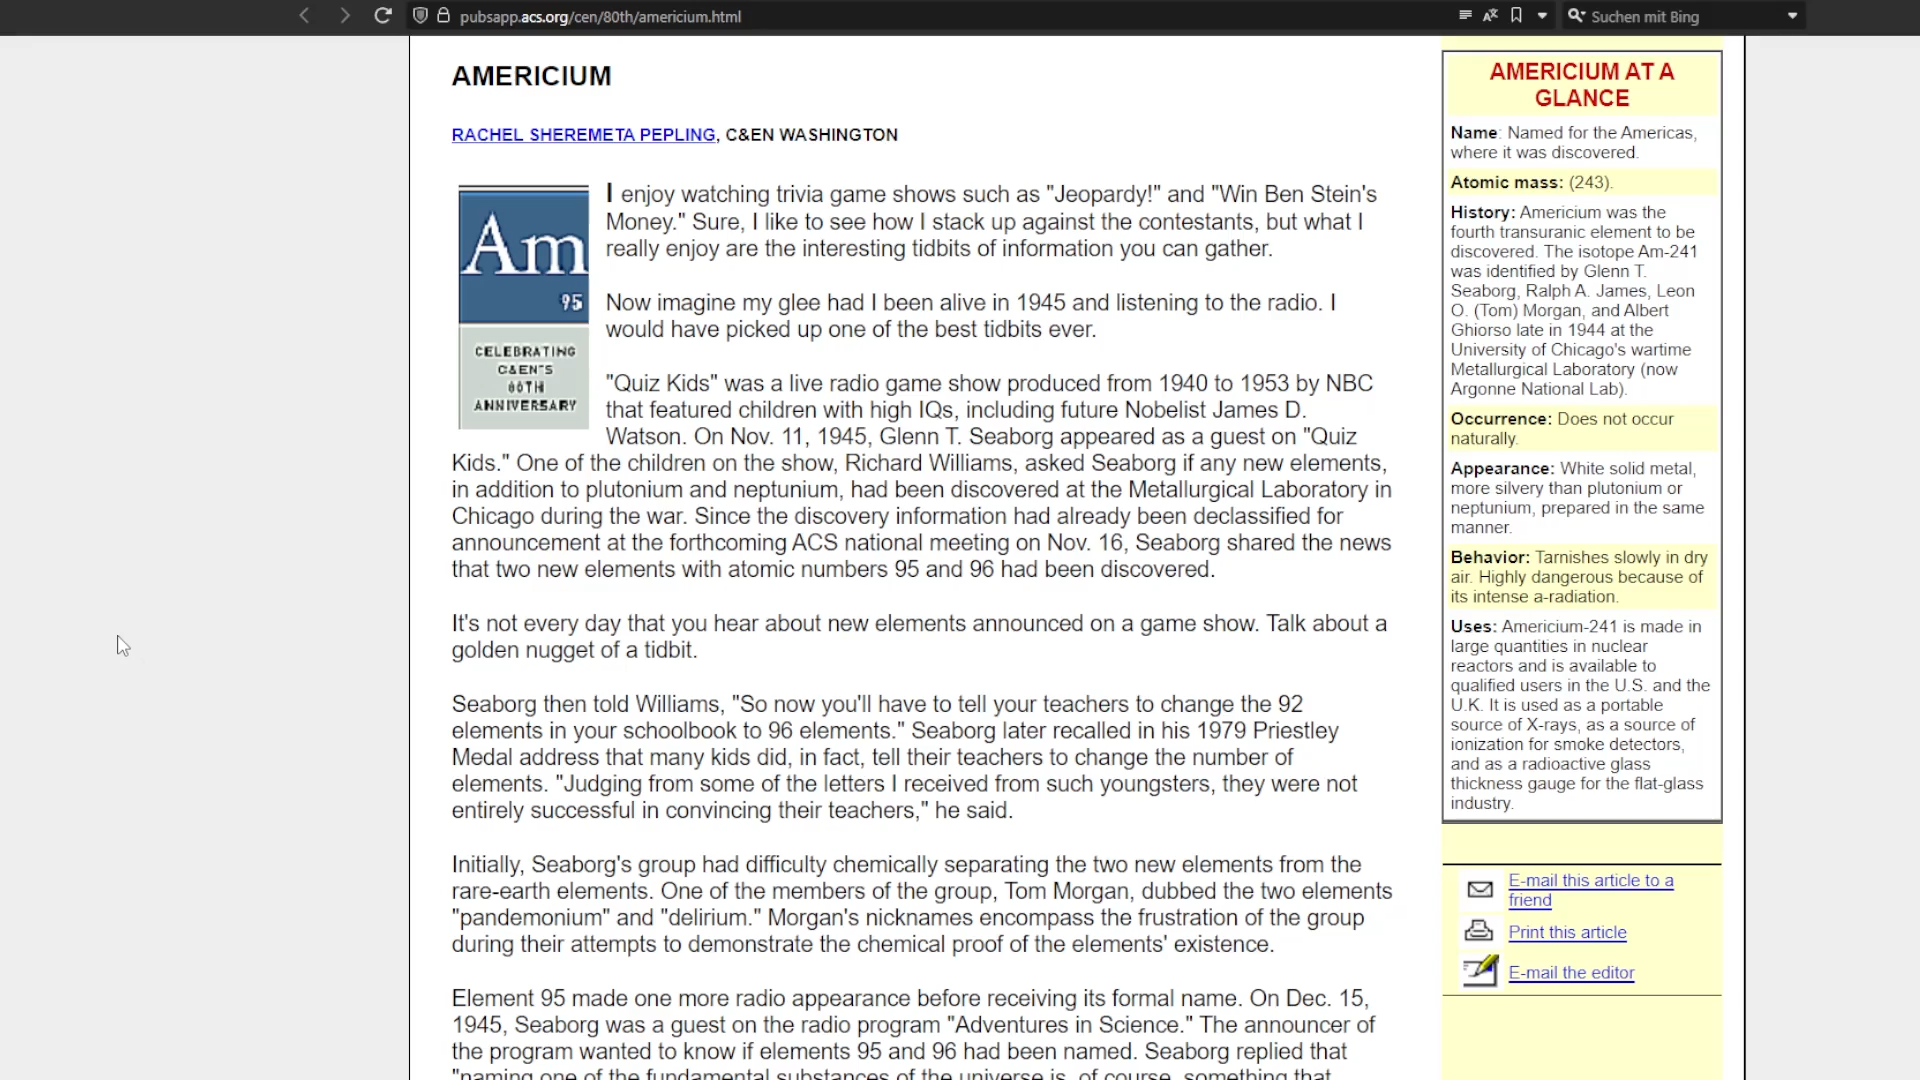 pubsapp.acs.org/cen/80th/americium.html
Suchen mit Bing
AMERICIUM
RACHEL SHEREMETA PEPLING, C&EN WASHINGTON
Am
95
CELEBRATING
C&EN'S
80TH
ANNIVERSARY
I enjoy watching trivia game shows such as "Jeopardy!" and "Win Ben Stein's
Money." Sure, I like to see how I stack up against the contestants, but what I
really enjoy are the interesting tidbits of information you can gather.
Now imagine my glee had I been alive in 1945 and listening to the radio. I
would have picked up one of the best tidbits ever.
"Quiz Kids" was a live radio game show produced from 1940 to 1953 by NBC
that featured children with high IQs, including future Nobelist James D.
Watson. On Nov. 11, 1945, Glenn T. Seaborg appeared as a guest on "Quiz
Kids." One of the children on the show, Richard Williams, asked Seaborg if any new elements,
in addition to plutonium and neptunium, had been discovered at the Metallurgical Laboratory in
Chicago during the war. Since the discovery information had already been declassified for
announcement at the forthcoming ACS national meeting on Nov. 16, Seaborg shared the news
that two new elements with atomic numbers 95 and 96 had been discovered.
It's not every day that you hear about new elements announced on a game show. Talk about a
golden nugget of a tidbit.
Seaborg then told Williams, "So now you'll have to tell your teachers to change the 92
elements in your schoolbook to 96 elements." Seaborg later recalled in his 1979 Priestley
Medal address that many kids did, in fact, tell their teachers to change the number of
elements. "Judging from some of the letters I received from such youngsters, they were not
entirely successful in convincing their teachers," he said.
Initially, Seaborg's group had difficulty chemically separating the two new elements from the
rare-earth elements. One of the members of the group, Tom Morgan, dubbed the two elements
"pandemonium" and "delirium." Morgan's nicknames encompass the frustration of the group
during their attempts to demonstrate the chemical proof of the elements' existence.
Element 95 made one more radio appearance before receiving its formal name. On Dec. 15,
1945, Seaborg was a guest on the radio program "Adventures in Science." The announcer of
the program wanted to know if elements 95 and 96 had been named. Seaborg replied that
"naming one of the fundamental substances of the universe is, of course, something that
AMERICIUM AT A
GLANCE
Name: Named for the Americas,
where it was discovered.
Atomic mass: (243).
History: Americium was the
fourth transuranic element to be
discovered. The isotope Am-241
was identified by Glenn T.
Seaborg, Ralph A. James, Leon
O. (Tom) Morgan, and Albert
Ghiorso late in 1944 at the
University of Chicago's wartime
Metallurgical Laboratory (now
Argonne National Lab).
Occurrence: Does not occur
naturally.
Appearance: White solid metal,
more silvery than plutonium or
neptunium, prepared in the same
manner.
Behavior: Tarnishes slowly in dry
air. Highly dangerous because of
its intense a-radiation.
Uses: Americium-241 is made in
large quantities in nuclear
reactors and is available to
qualified users in the U.S. and the
U.K. It is used as a portable
source of X-rays, as a source of
ionization for smoke detectors,
and as a radioactive glass
thickness gauge for the flat-glass
industry.
E-mail this article to a
friend
Print this article
E-mail the editor